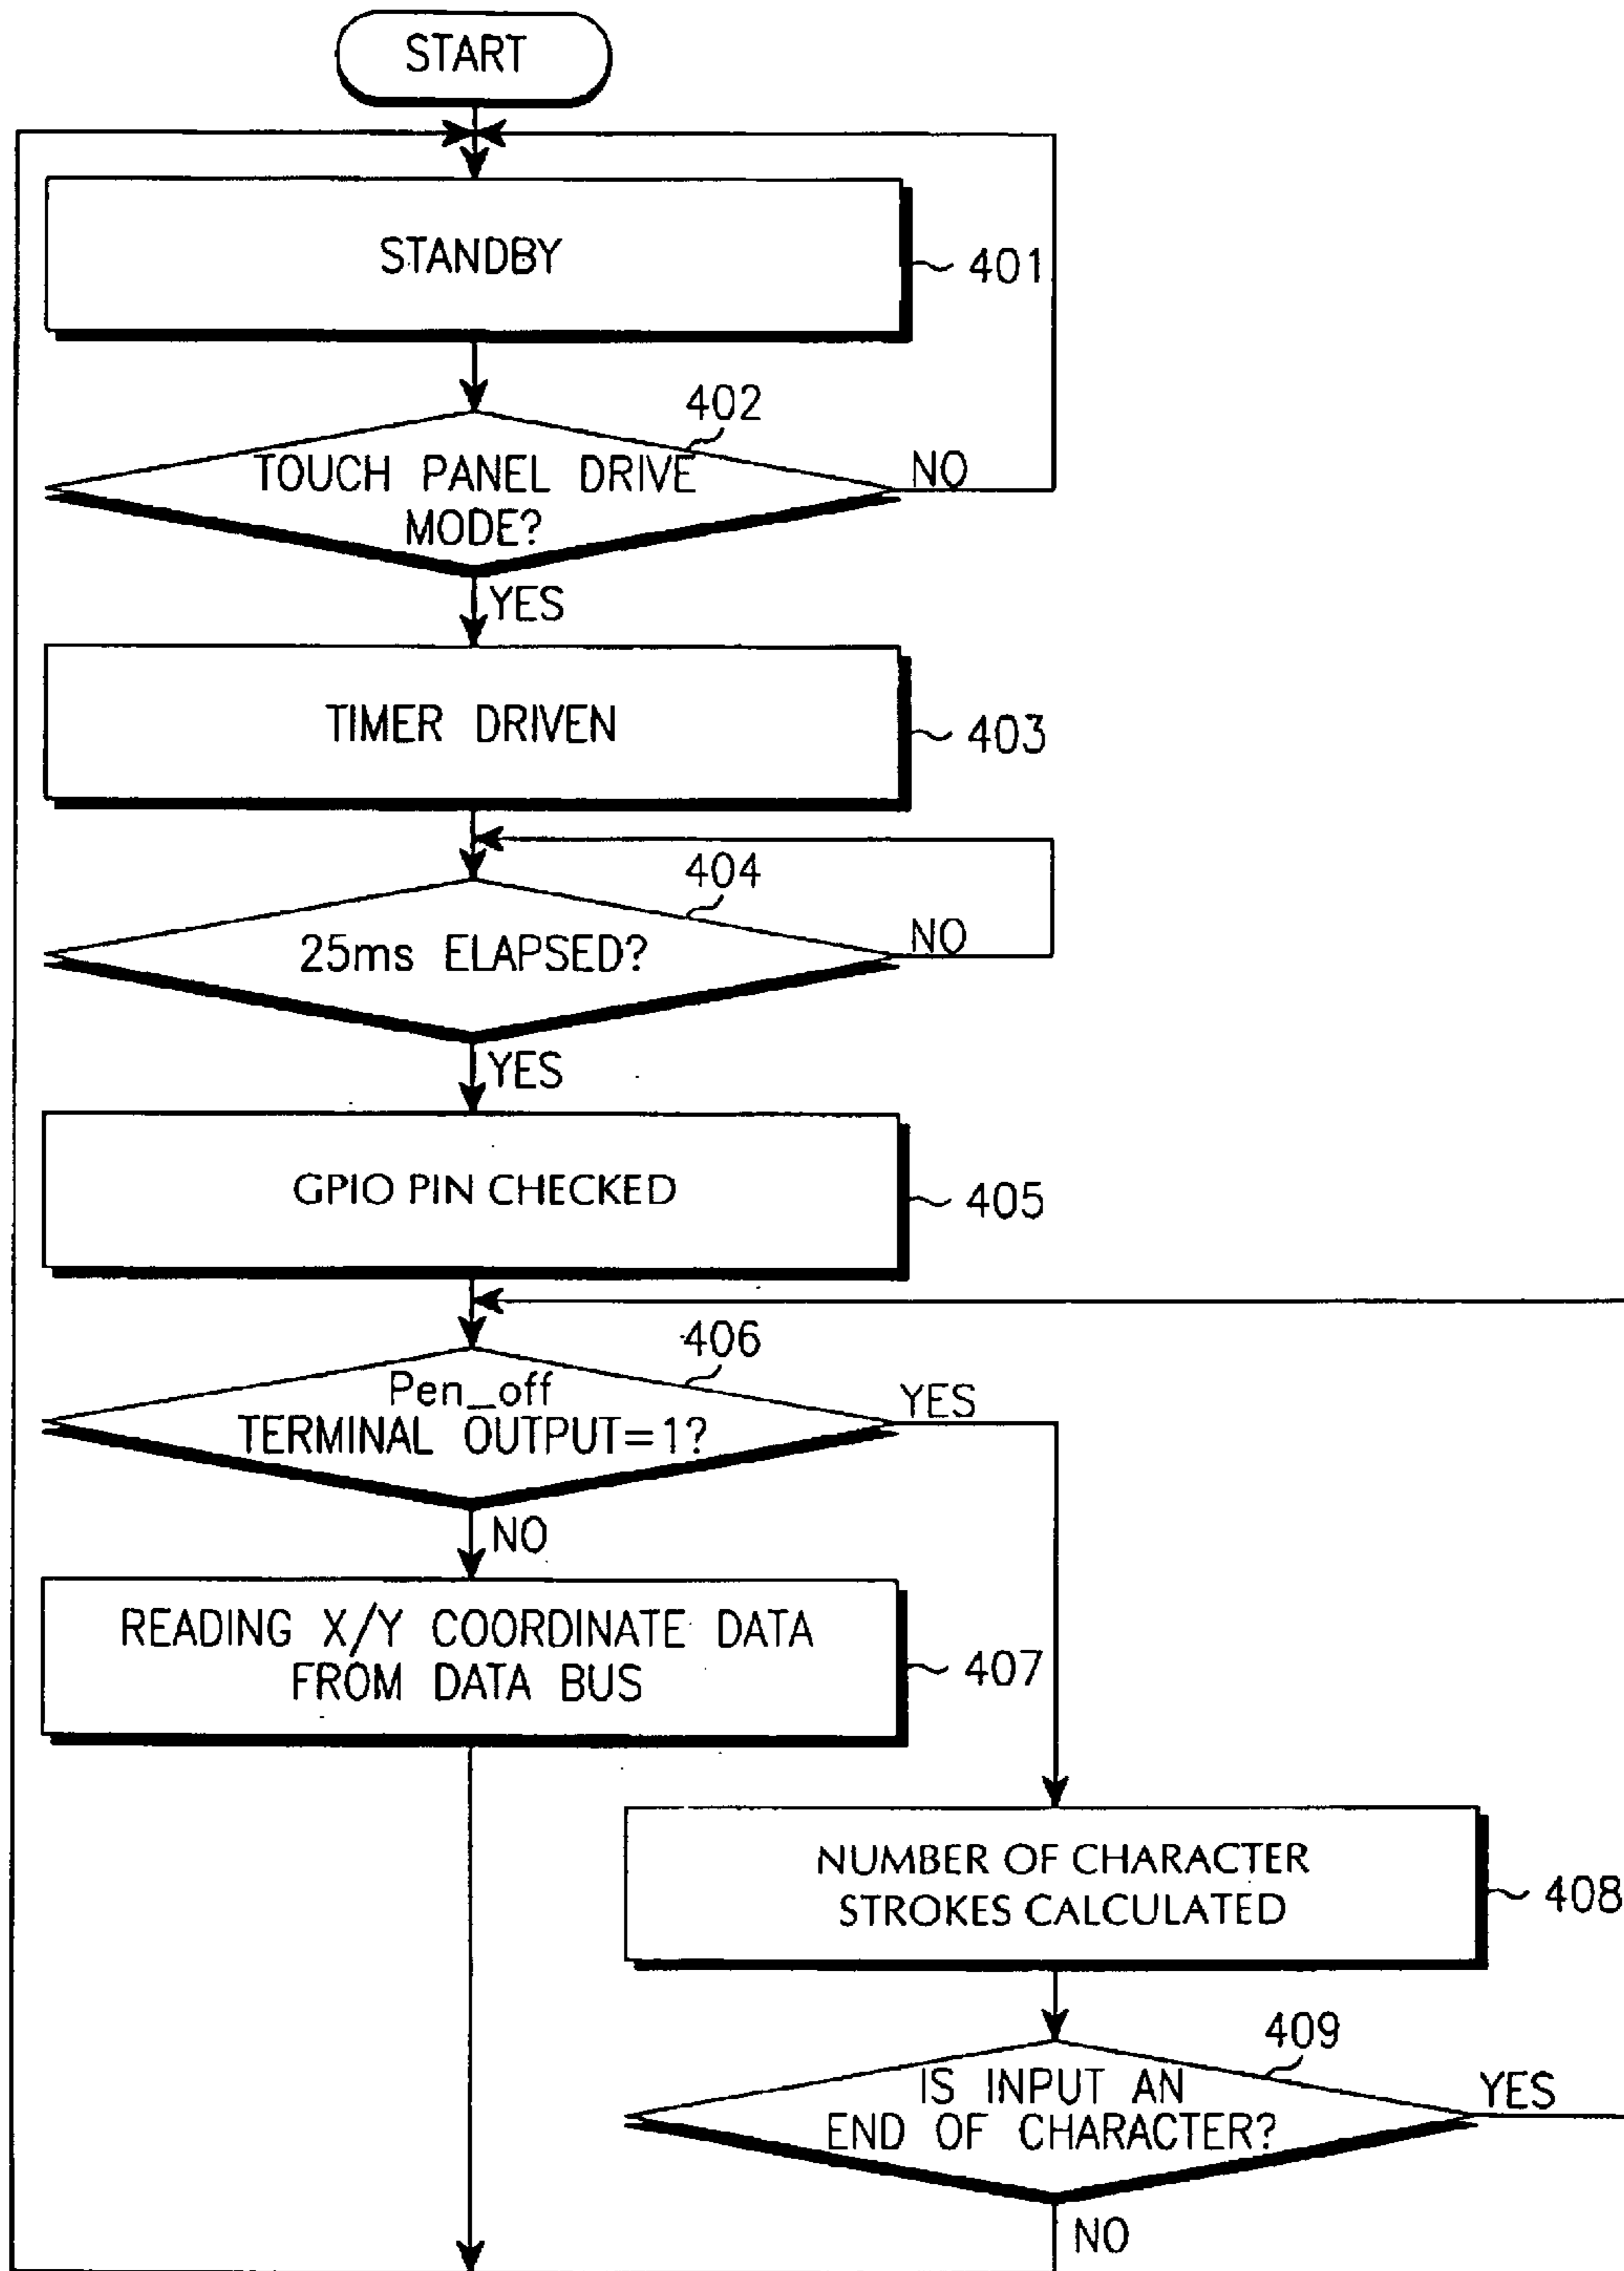 START
STANDBY
401
402
TOUCH PANEL DRIVE
MODE?
NO
YES
TIMER DRIVEN
403
404
25ms ELAPSED?
NO
YES
GPIO PIN CHECKED
405
406
Pen_off
TERMINAL OUTPUT=1?
YES
NO
READING X/Y COORDINATE DATA
FROM DATA BUS
407
NUMBER OF CHARACTER
STROKES CALCULATED
408
409
IS INPUT AN
END OF CHARACTER?
YES
NO